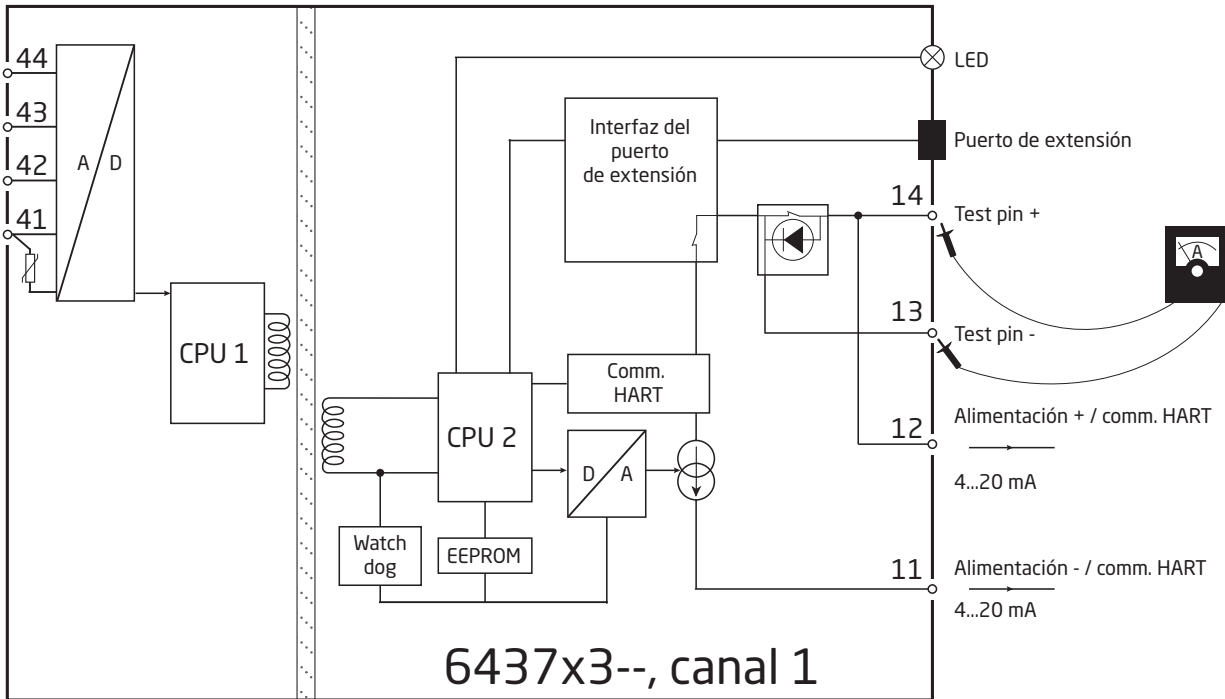 44
43
42
41
A
D
CPU 1
LED
Interfaz del
puerto
de extensión
Puerto de extensión
14
Test pin +
A
13
Test pin -
Comm.
HART
CPU 2
D
A
Alimentación + / comm. HART
12
4...20 mA
Watch
dog
EEPROM
11
Alimentación - / comm. HART
4...20 mA
6437x3--, canal 1